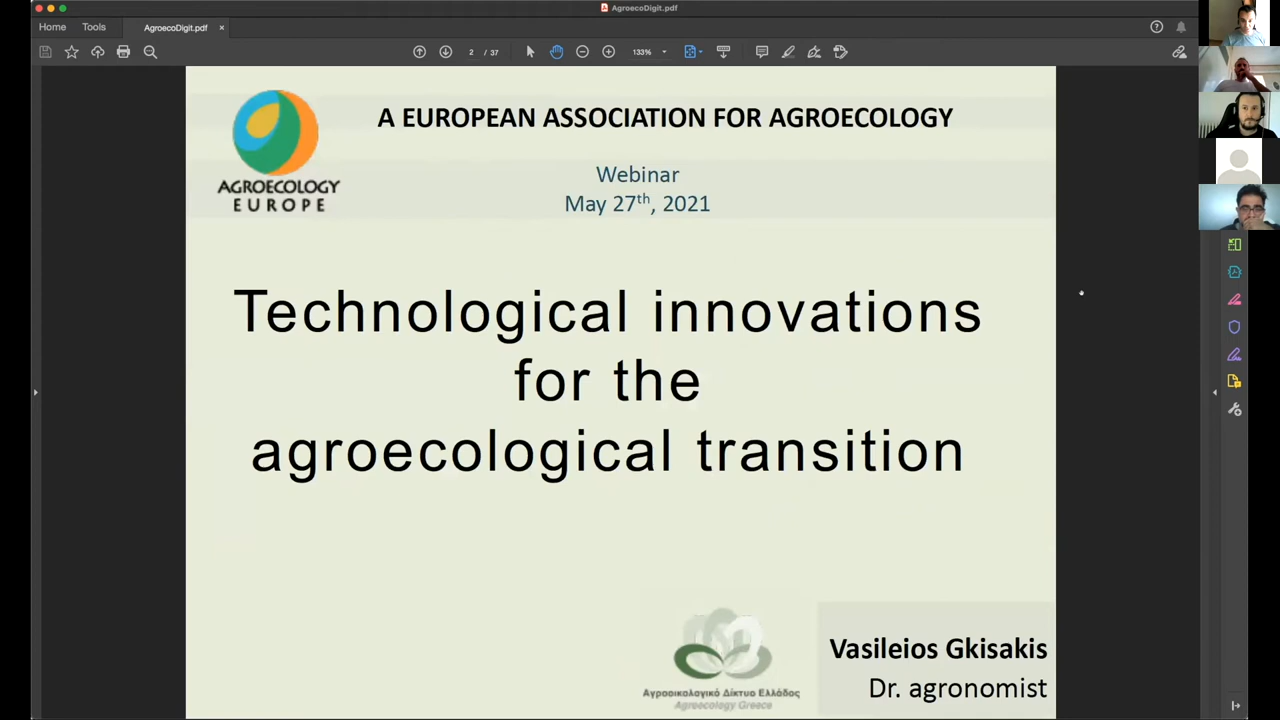 AgroecoDigit.pdf
Home
Tools
AgroecoDigit.pdf
×
2 / 37
133%
A EUROPEAN ASSOCIATION FOR AGROECOLOGY
AGROECOLOGY
EUROPE
Webinar
May 27th, 2021
Technological innovations
for the
agroecological transition
Αγροοικολογικό Δίκτυο Ελλάδος
Agroecology Greece
Vasileios Gkisakis
Dr. agronomist